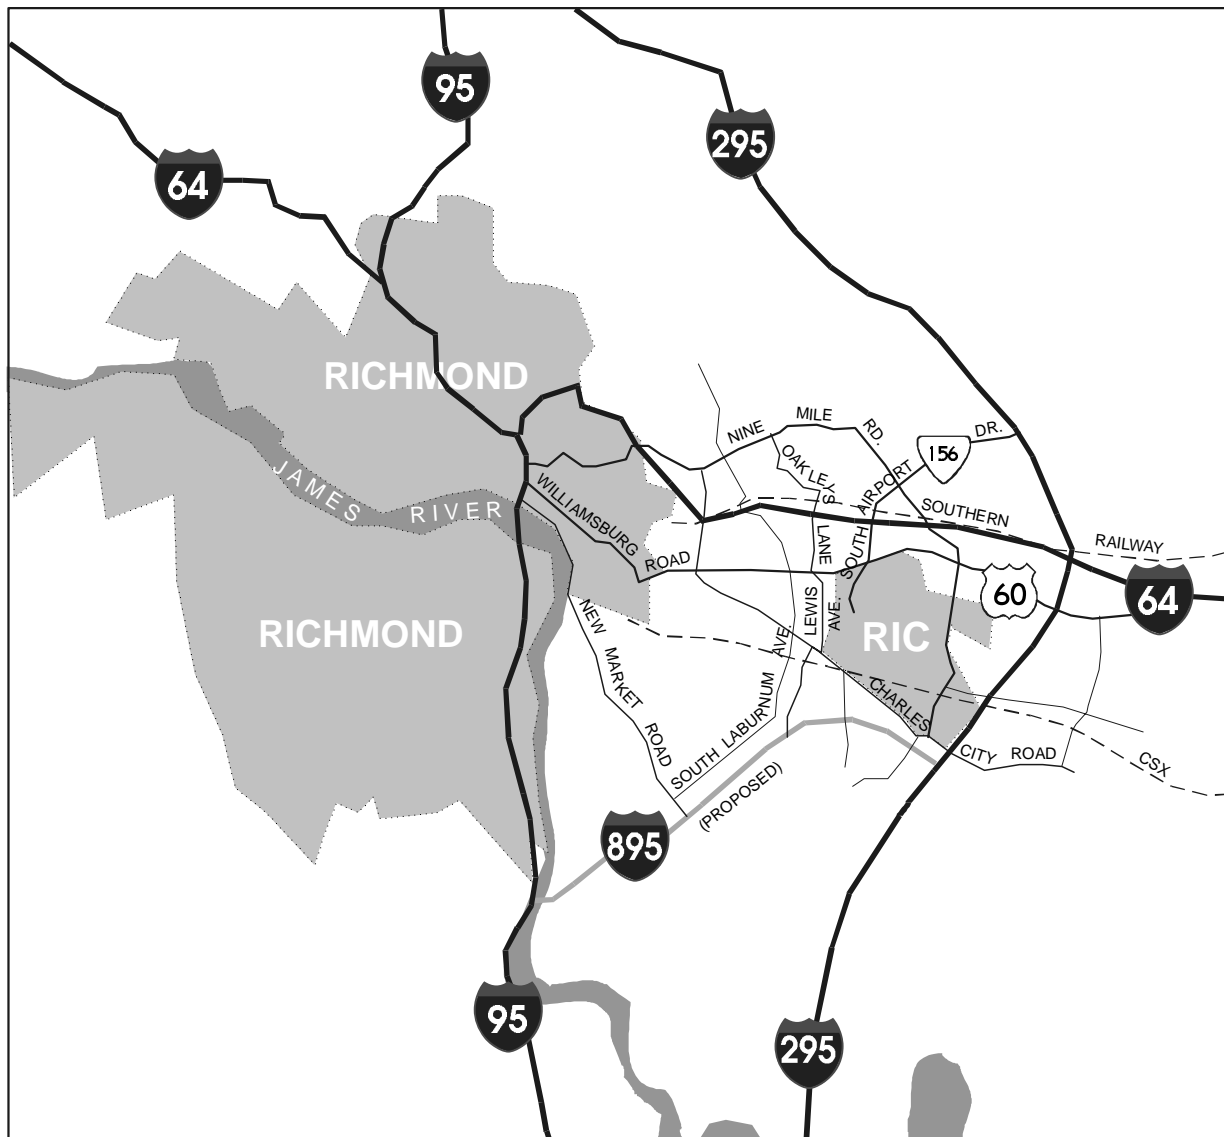 95
295
64
RICHMOND
NINE MILE RD.
156
DR.
OAKLEYS
LANE
SOUTH AIRPORT
JAMES RIVER
WILLIAMSBURG
ROAD
SOUTHERN
RAILWAY
60
64
LEWIS
AVE.
RICHMOND
RIC
NEW MARKET ROAD
SOUTH LABURNUM AVE.
CHARLES
CITY ROAD
CSX
(PROPOSED)
895
95
295